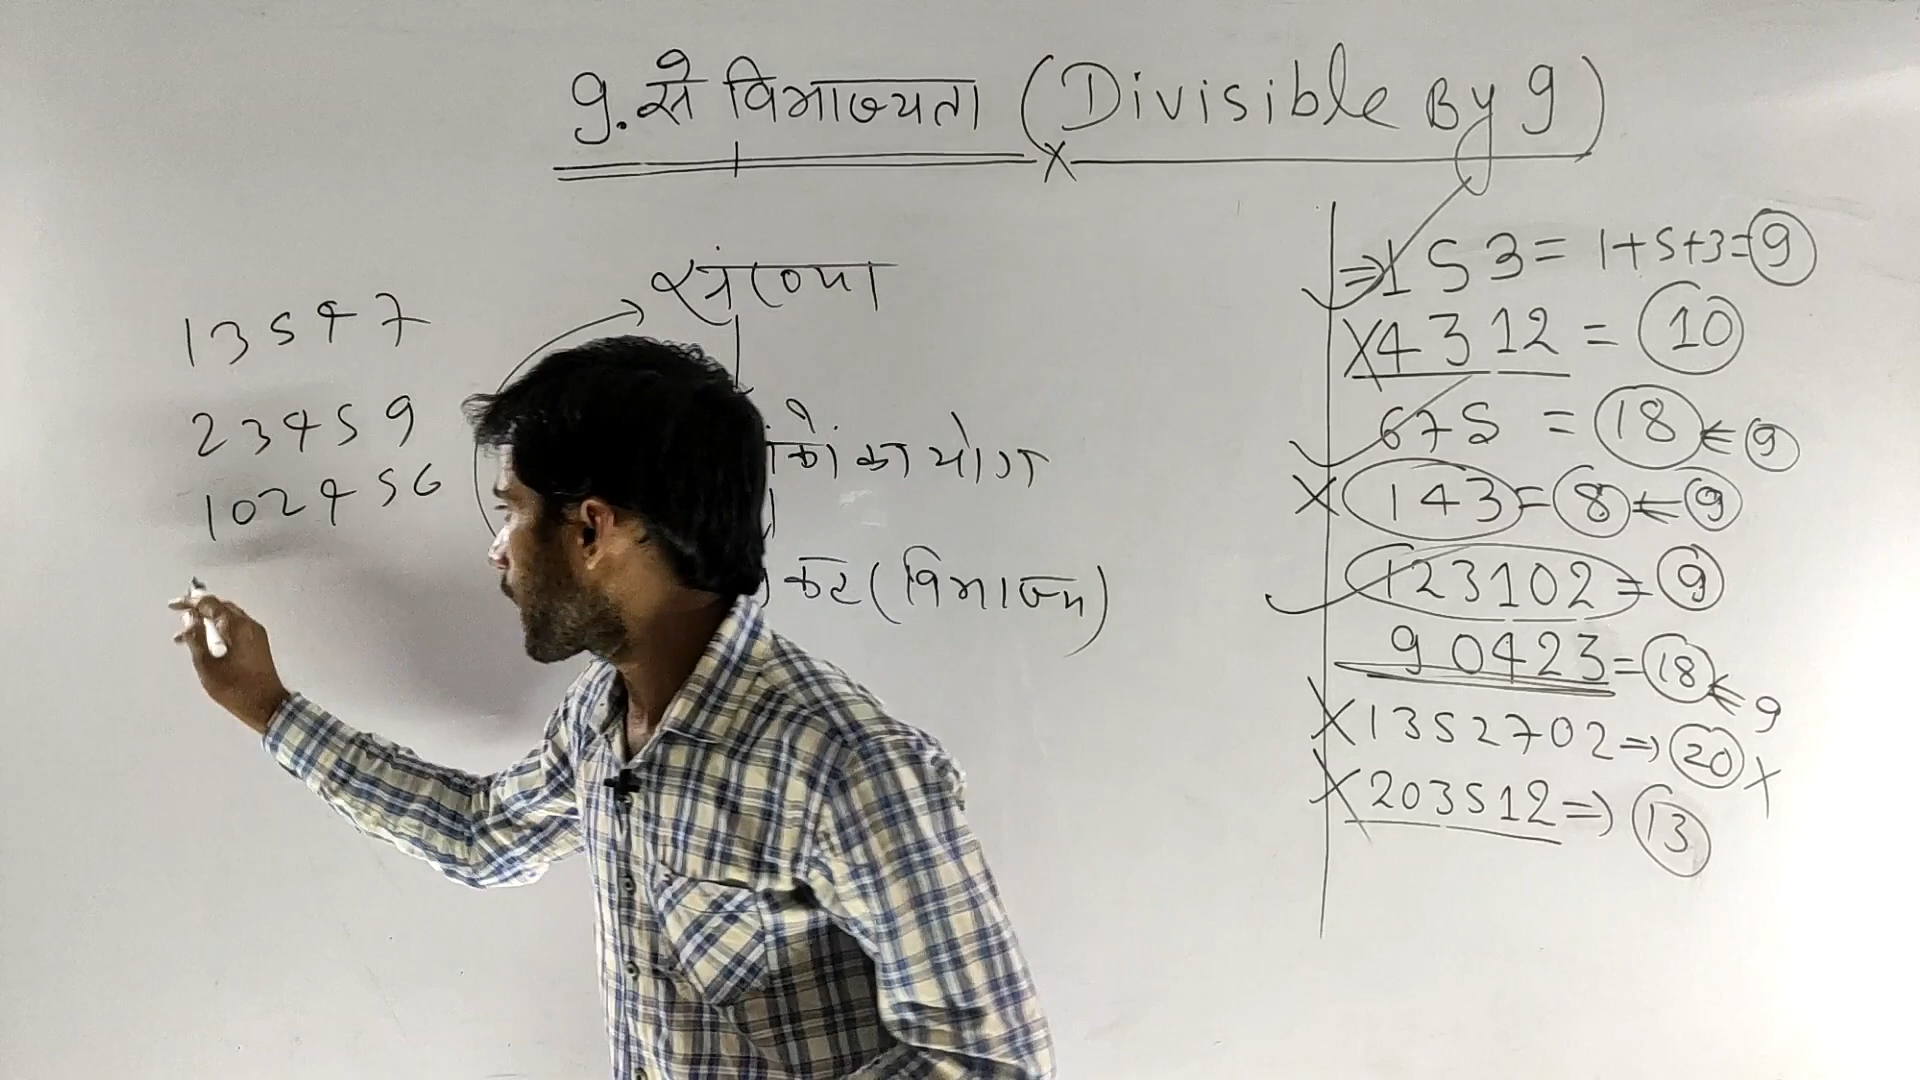 9. से विभाज्यता (Divisible By 9)
संख्या
13547
23459
102456
कों का योग
कट (विभाज्य)
⇒ 153 = 1+5+3=9
X 4312 = 10
675 = 18 ⇐ 9
X 143 = 8 ⇐ 9
123102 = 9
90423 = 18 ⇐ 9
X 1352702 ⇒ 20 X
X 203512 ⇒ 13